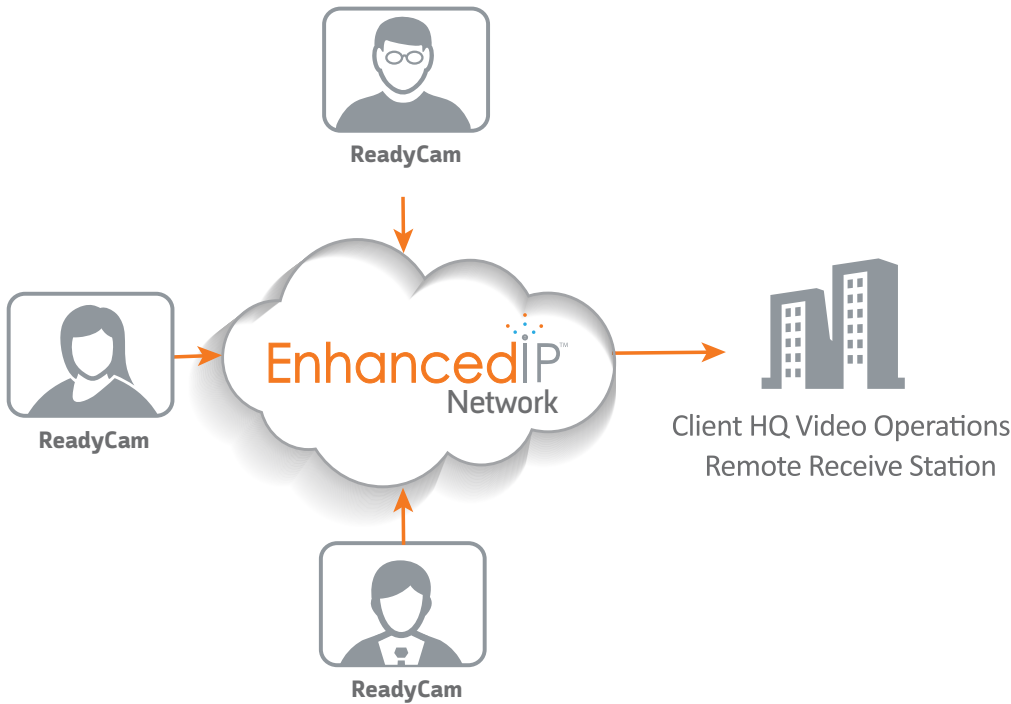 ReadyCam
EnhancedIP™
Network
ReadyCam
Client HQ Video Operations
Remote Receive Station
ReadyCam